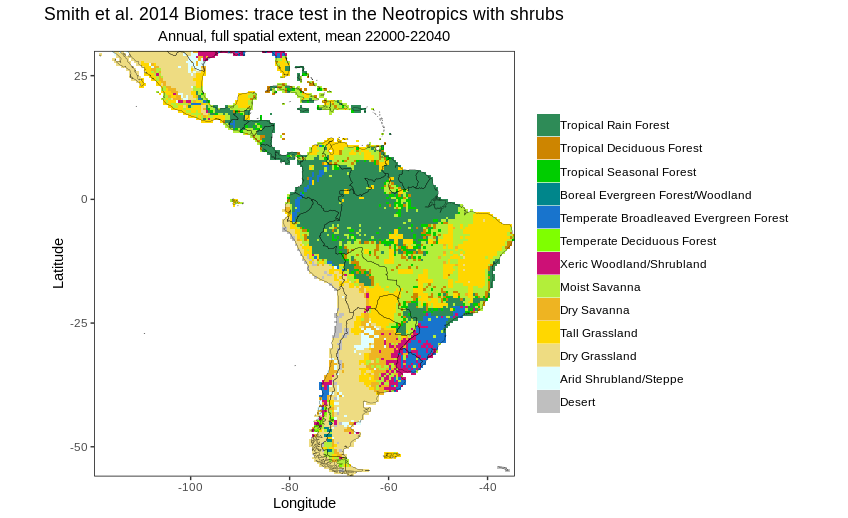 Smith et al. 2014 Biomes: trace test in the Neotropics with shrubs
Annual, full spatial extent, mean 22000-22040
25
0
-25
-50
Latitude
-100
-80
-60
-40
Longitude
Tropical Rain Forest
Tropical Deciduous Forest
Tropical Seasonal Forest
Boreal Evergreen Forest/Woodland
Temperate Broadleaved Evergreen Forest
Temperate Deciduous Forest
Xeric Woodland/Shrubland
Moist Savanna
Dry Savanna
Tall Grassland
Dry Grassland
Arid Shrubland/Steppe
Desert